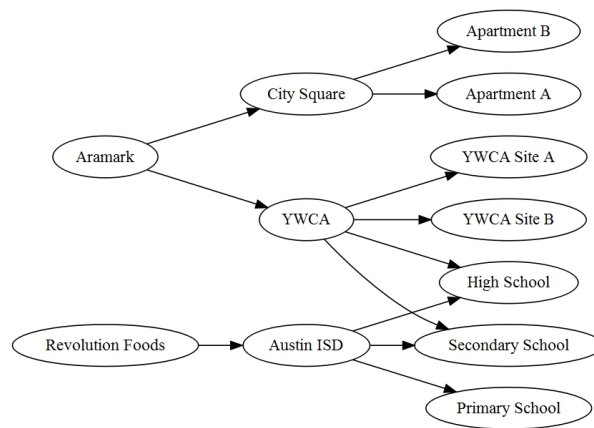 Apartment B
City Square
Apartment A
Aramark
YWCA Site A
YWCA
YWCA Site B
High School
Revolution Foods
Austin ISD
Secondary School
Primary School